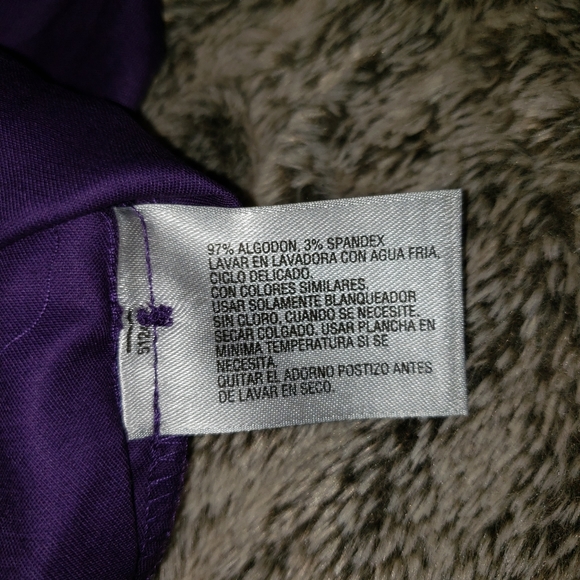 97% ALGODON, 3% SPANDEX
LAVAR EN LAVADORA CON AGUA FRIA,
CICLO DELICADO,
CON COLORES SIMILARES.
USAR SOLAMENTE BLANQUEADOR
SIN CLORO, CUANDO SE NECESITE.
SECAR COLGADO. USAR PLANCHA EN
MINIMA TEMPERATURA SI SE
NECESITA
QUITAR EL ADORNO POSTIZO ANTES
DE LAVAR EN SECO.